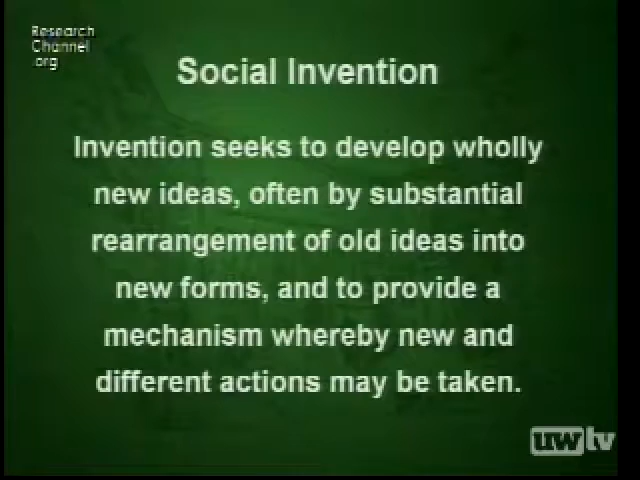 Research
Channel
.org
Social Invention
Invention seeks to develop wholly
new ideas, often by substantial
rearrangement of old ideas into
new forms, and to provide a
mechanism whereby new and
different actions may be taken.
uwtv